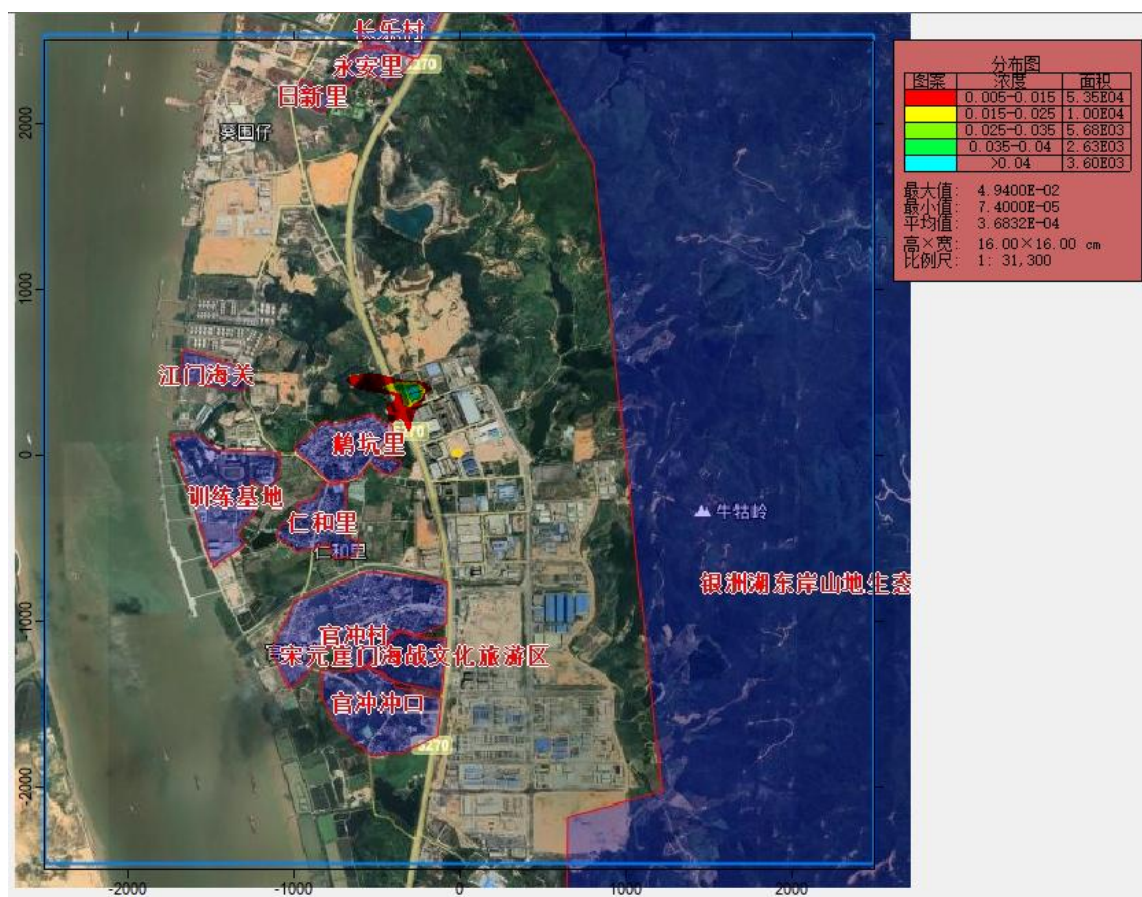 长乐村
永安里
S270
日新里
葵围仔
2000
分布图
图案 浓度 面积
0.005-0.015 5.35E04
0.015-0.025 1.00E04
0.025-0.035 5.68E03
0.035-0.04 2.63E03
>0.04 3.60E03
最大值: 4.9400E-02
最小值: 7.4000E-05
平均值: 3.6832E-04
高×宽: 16.00×16.00 cm
比例尺: 1: 31,300
1000
江门海关
S270
鹅坑里
0
训练基地
仁和里
仁和里
牛牯岭
银洲湖东岸山地生态
-1000
官冲村
宋元崖门海战文化旅游区
官冲冲口
S270
-2000
-2000 -1000 0 1000 2000